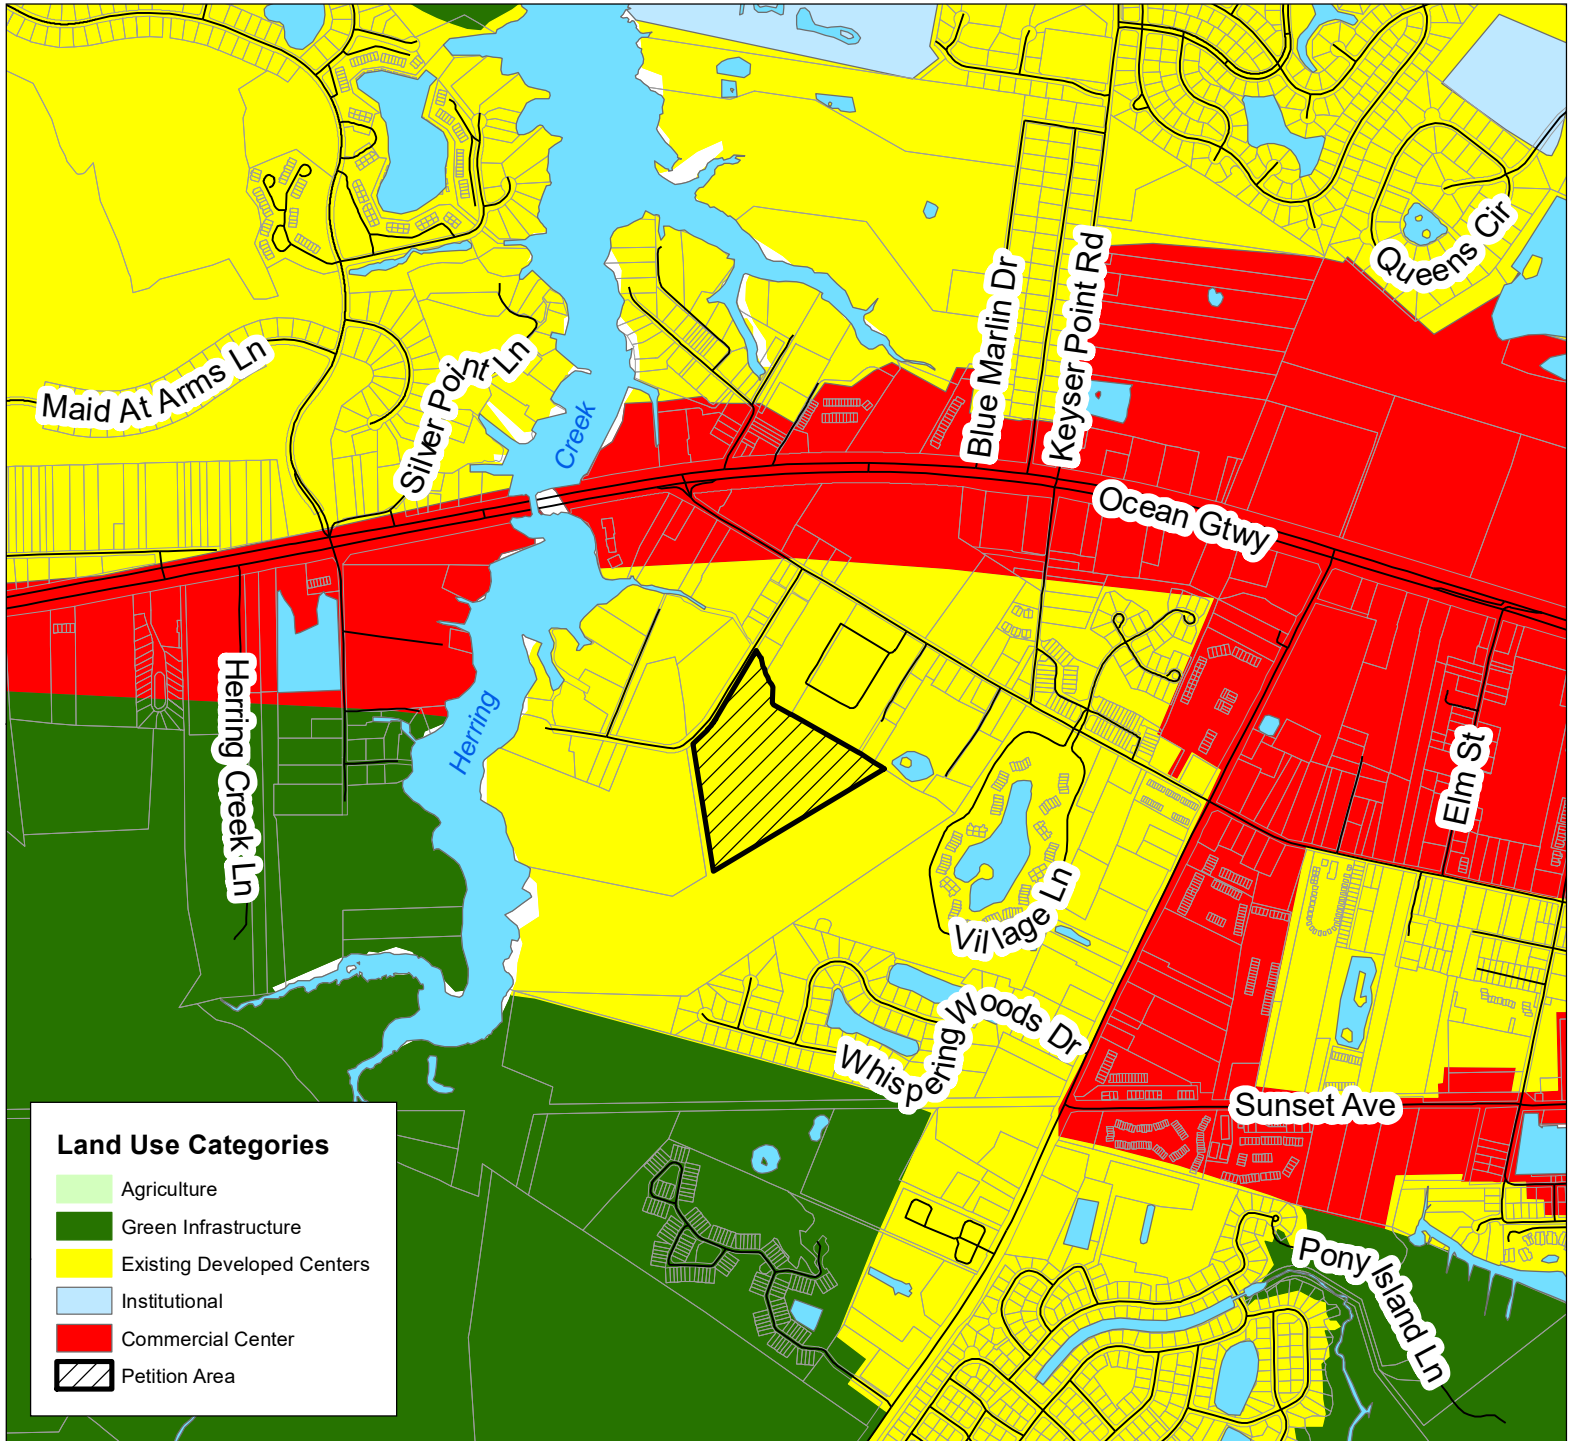 Queens Cir
Blue Marlin Dr
Keyser Point Rd
Maid At Arms Ln
Silver Point Ln
Creek
Ocean Gtwy
Herring Creek Ln
Herring
Elm St
Village Ln
Whispering Woods Dr
Sunset Ave
Pony Island Ln
Land Use Categories
Agriculture
Green Infrastructure
Existing Developed Centers
Institutional
Commercial Center
Petition Area